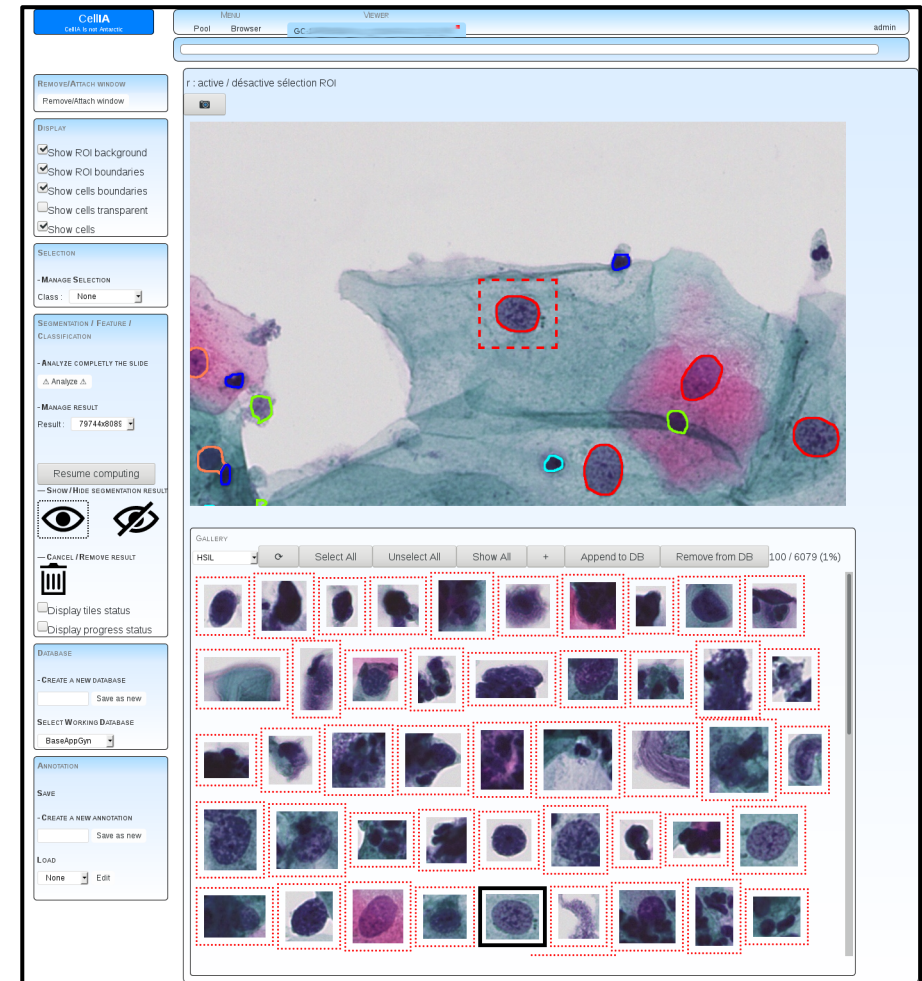 CellIA
CellIA Is not Antarctic
MENU
VIEWER
Pool Browser GC
admin
REMOVE/ATTACH WINDOW
Remove/Attach window
DISPLAY
Show ROI background
Show ROI boundaries
Show cells boundaries
Show cells transparent
Show cells
SELECTION
- MANAGE SELECTION
Class : None
SEGMENTATION / FEATURE /
CLASSIFICATION
- ANALYZE COMPLETLY THE SLIDE
⚠ Analyze ⚠
- MANAGE RESULT
Result : 79744x8089
Resume computing
— SHOW / HIDE SEGMENTATION RESULT
— CANCEL / REMOVE RESULT
Display tiles status
Display progress status
DATABASE
- CREATE A NEW DATABASE
Save as new
SELECT WORKING DATABASE
BaseAppGyn
ANNOTATION
SAVE
- CREATE A NEW ANNOTATION
Save as new
LOAD
None Edit
r : active / désactive sélection ROI
GALLERY
HSIL Select All Unselect All Show All + Append to DB Remove from DB 100 / 6079 (1%)